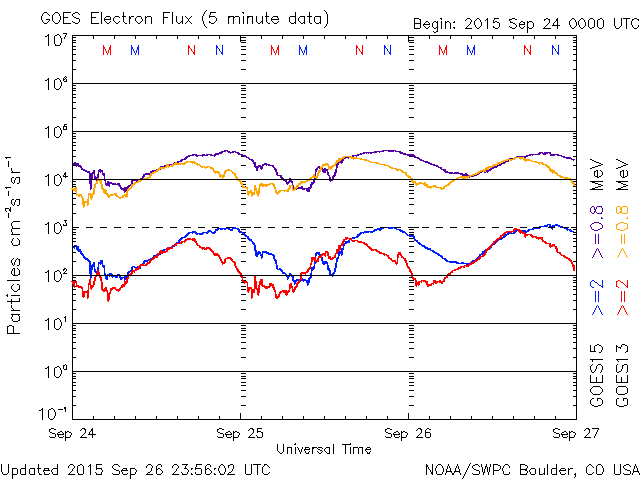 GOES Electron Flux (5 minute data)
Begin: 2015 Sep 24 0000 UTC
10⁷
M M N N M M N N M M N N
10⁶
10⁵
10⁴
10³
10²
10¹
10⁰
10⁻¹
Particles cm⁻²s⁻¹sr⁻¹
GOES15 >=2 >=0.8 MeV
GOES13 >=2 >=0.8 MeV
Sep 24 Sep 25 Sep 26 Sep 27
Universal Time
Updated 2015 Sep 26 23:56:02 UTC
NOAA/SWPC Boulder, CO USA